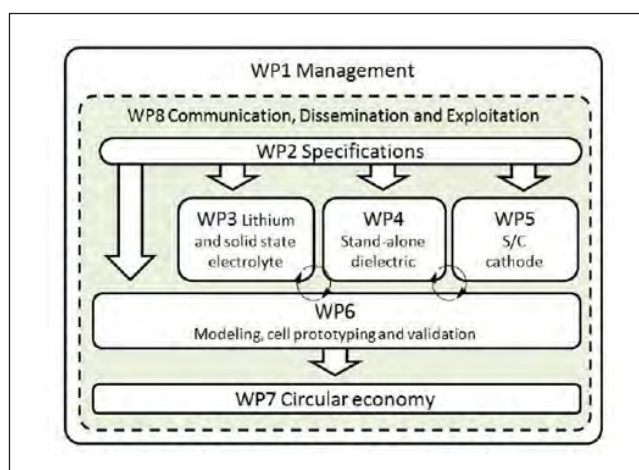 WP1 Management
WP8 Communication, Dissemination and Exploitation
WP2 Specifications
WP3 Lithium
and solid state
electrolyte
WP4
Stand-alone
dielectric
WP5
S/C
cathode
WP6
Modeling, cell prototyping and validation
WP7 Circular economy